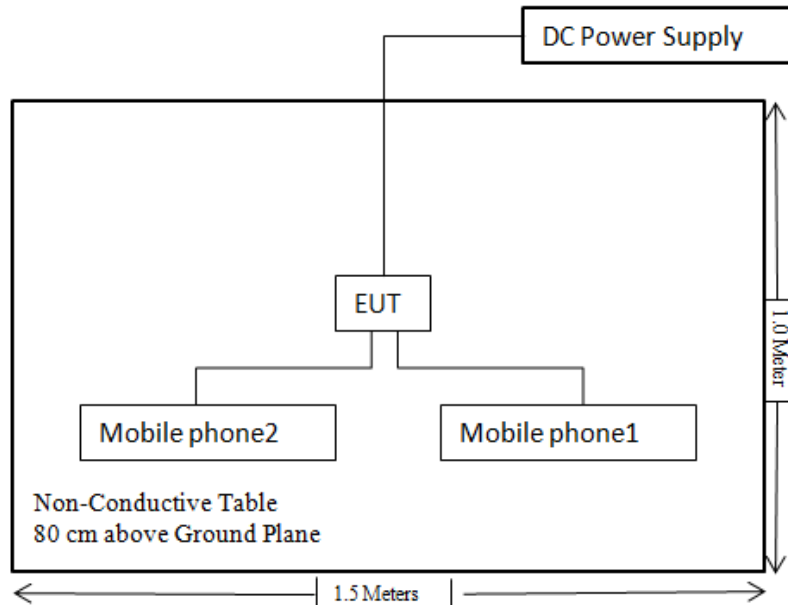 DC Power Supply
EUT
Mobile phone2
Mobile phone1
1.0 Meter
Non-Conductive Table
80 cm above Ground Plane
1.5 Meters